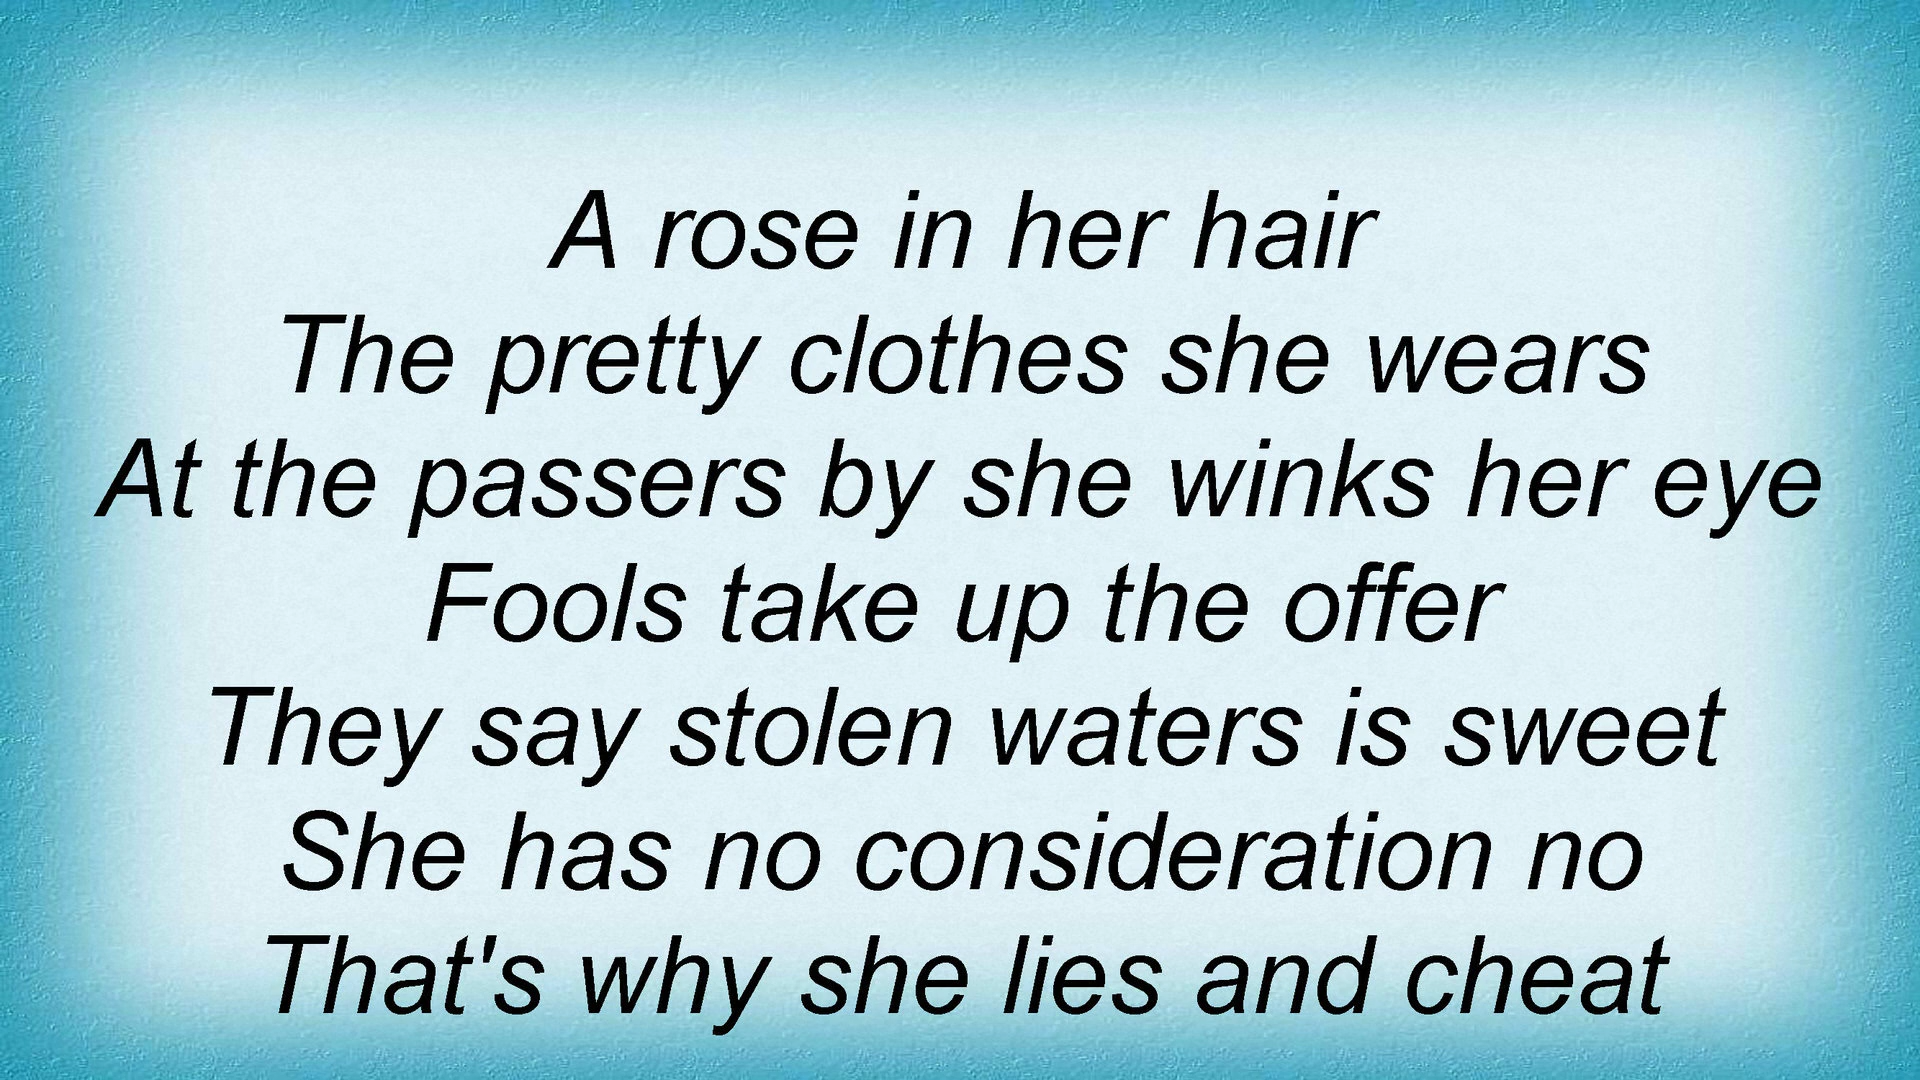 A rose in her hair
The pretty clothes she wears
At the passers by she winks her eye
Fools take up the offer
They say stolen waters is sweet
She has no consideration no
That's why she lies and cheat